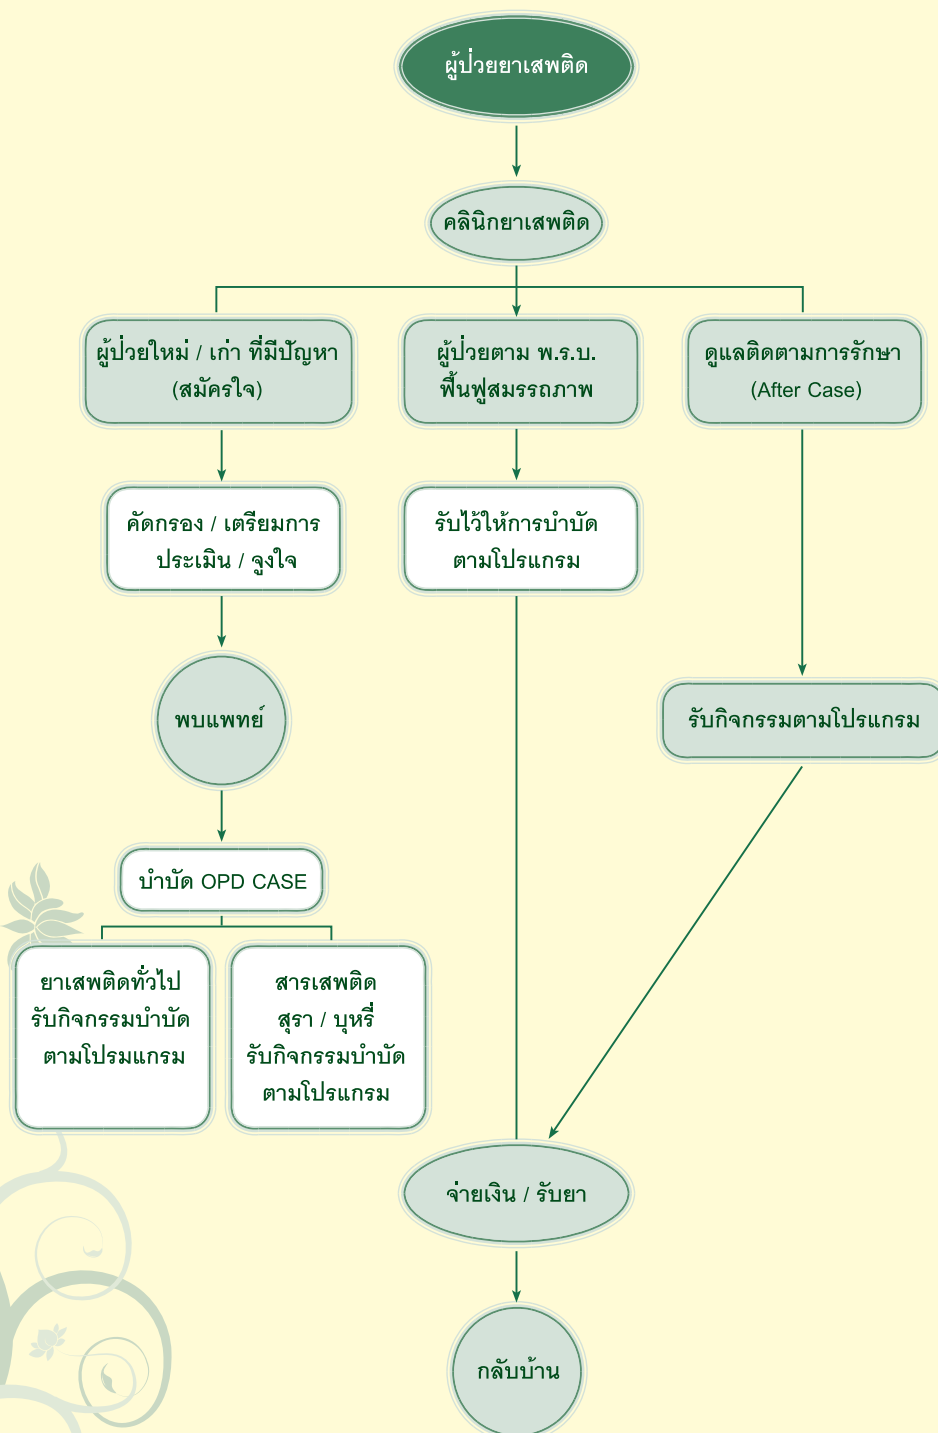 ผู้ป่วยยาเสพติด
คลินิกยาเสพติด
ผู้ป่วยใหม่ / เก่า ที่มีปัญหา
(สมัครใจ)
ผู้ป่วยตาม พ.ร.บ.
ฟื้นฟูสมรรถภาพ
ดูแลติดตามการรักษา
(After Case)
คัดกรอง / เตรียมการ
ประเมิน / จูงใจ
รับไว้ให้การบำบัด
ตามโปรแกรม
พบแพทย์
รับกิจกรรมตามโปรแกรม
บำบัด OPD CASE
ยาเสพติดทั่วไป
รับกิจกรรมบำบัด
ตามโปรมแกรม
สารเสพติด
สุรา / บุหรี่
รับกิจกรรมบำบัด
ตามโปรแกรม
จ่ายเงิน / รับยา
กลับบ้าน